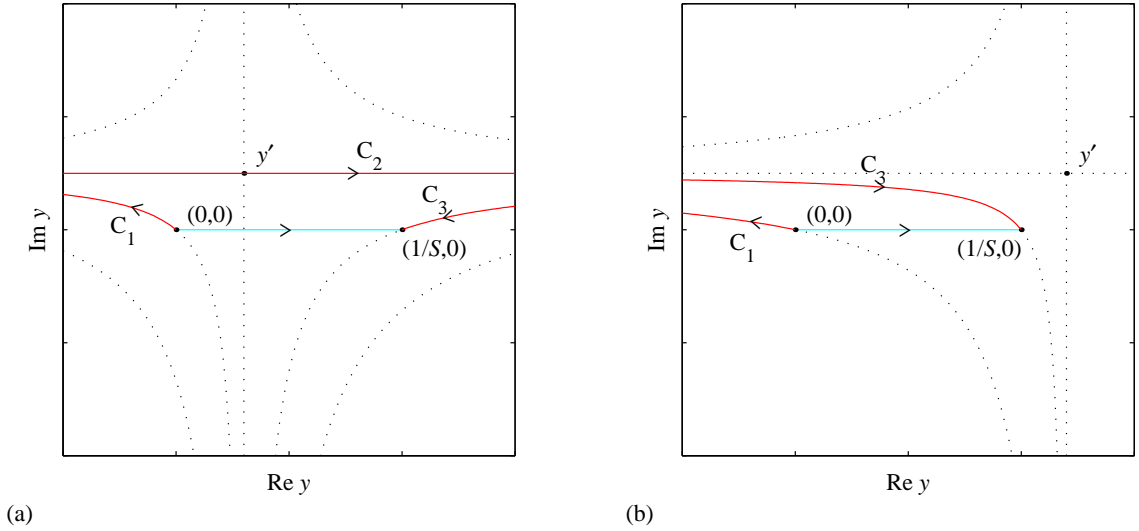 y′
C2
C3
(0,0)
C1
(1/S,0)
Im y
Re y
(a)
y′
C3
(0,0)
C1
(1/S,0)
Im y
Re y
(b)